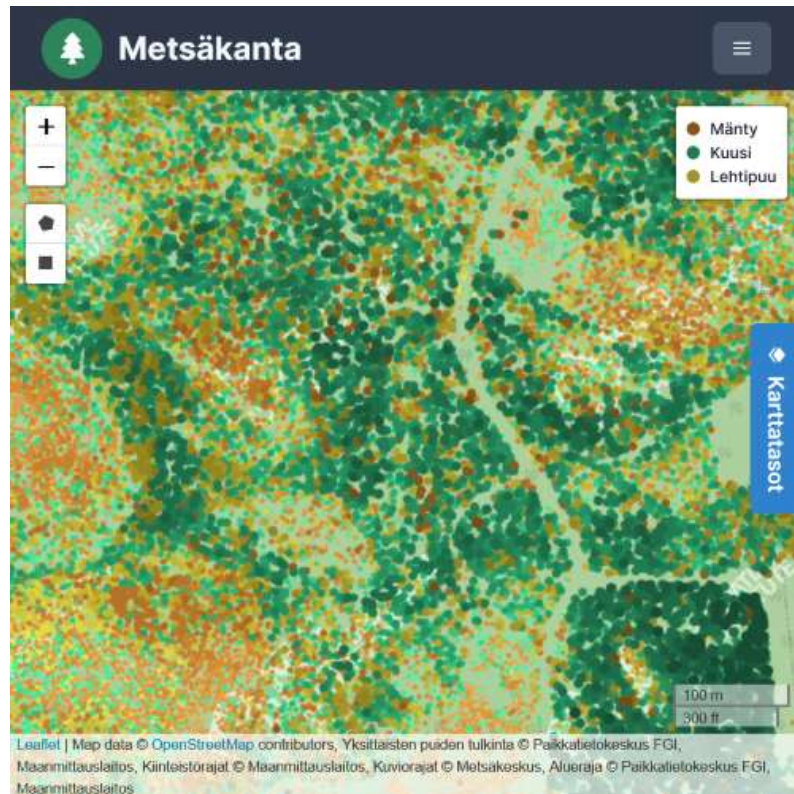 Metsäkanta
+
−
Mänty
Kuusi
Lehtipuu
Karttatasot
100 m
300 ft
Leaflet | Map data © OpenStreetMap contributors, Yksittäisten puiden tulkinta © Paikkatietokeskus FGI,
Maanmittauslaitos, Kiinteistörajat © Maanmittauslaitos, Kuviorajat © Metsäkeskus, Alueraja © Paikkatietokeskus FGI,
Maanmittauslaitos